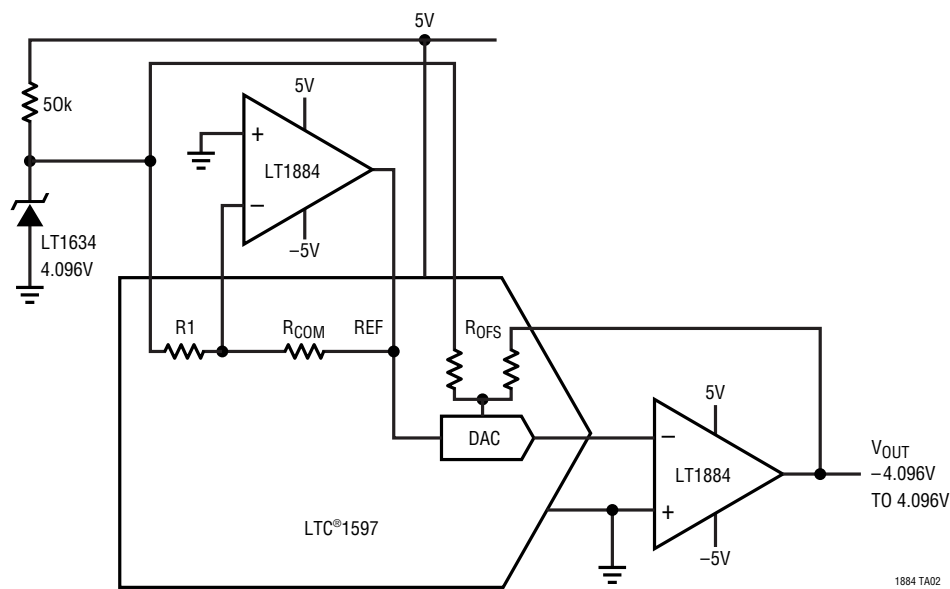 5V
50k
5V
+
LT1884
−
−5V
LT1634
4.096V
R1
RCOM
REF
ROFS
DAC
5V
−
LT1884
+
−5V
VOUT
−4.096V
TO 4.096V
LTC®1597
1884 TA02